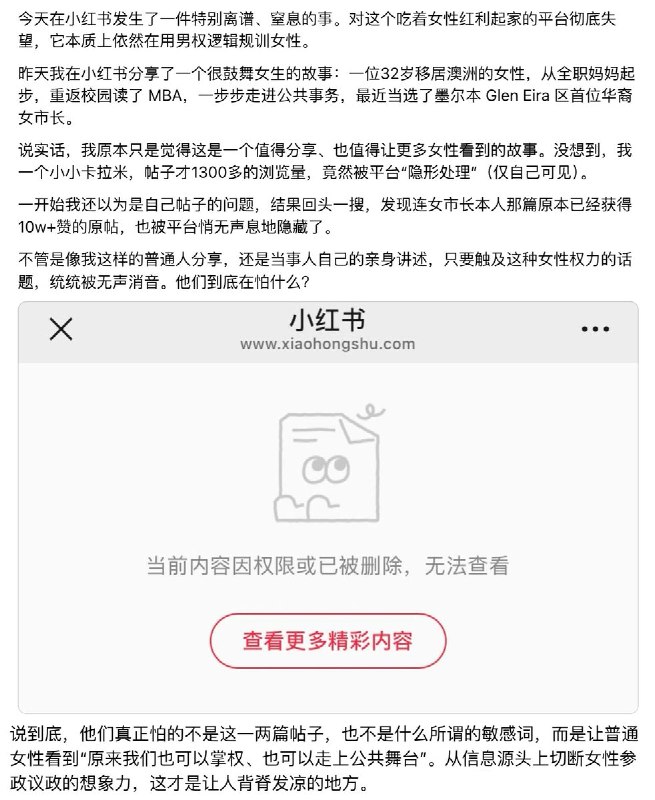 今天在小红书发生了一件特别离谱、窒息的事。对这个吃着女性红利起家的平台彻底失
望，它本质上依然在用男权逻辑规训女性。
昨天我在小红书分享了一个很鼓舞女生的故事：一位32岁移居澳洲的女性，从全职妈妈起
步，重返校园读了 MBA，一步步走进公共事务，最近当选了墨尔本 Glen Eira 区首位华裔
女市长。
说实话，我原本只是觉得这是一个值得分享、也值得让更多女性看到的故事。没想到，我
一个小小卡拉米，帖子才1300多的浏览量，竟然被平台“隐形处理”（仅自己可见）。
一开始我还以为是自己帖子的问题，结果回头一搜，发现连女市长本人那篇原本已经获得
10w+赞的原帖，也被平台悄无声息地隐藏了。
不管是像我这样的普通人分享，还是当事人自己的亲身讲述，只要触及这种女性权力的话
题，统统被无声消音。他们到底在怕什么？
小红书
www.xiaohongshu.com
当前内容因权限或已被删除，无法查看
查看更多精彩内容
说到底，他们真正怕的不是这一两篇帖子，也不是什么所谓的敏感词，而是让普通
女性看到“原来我们也可以掌权、也可以走上公共舞台”。从信息源头上切断女性参
政议政的想象力，这才是让人背脊发凉的地方。